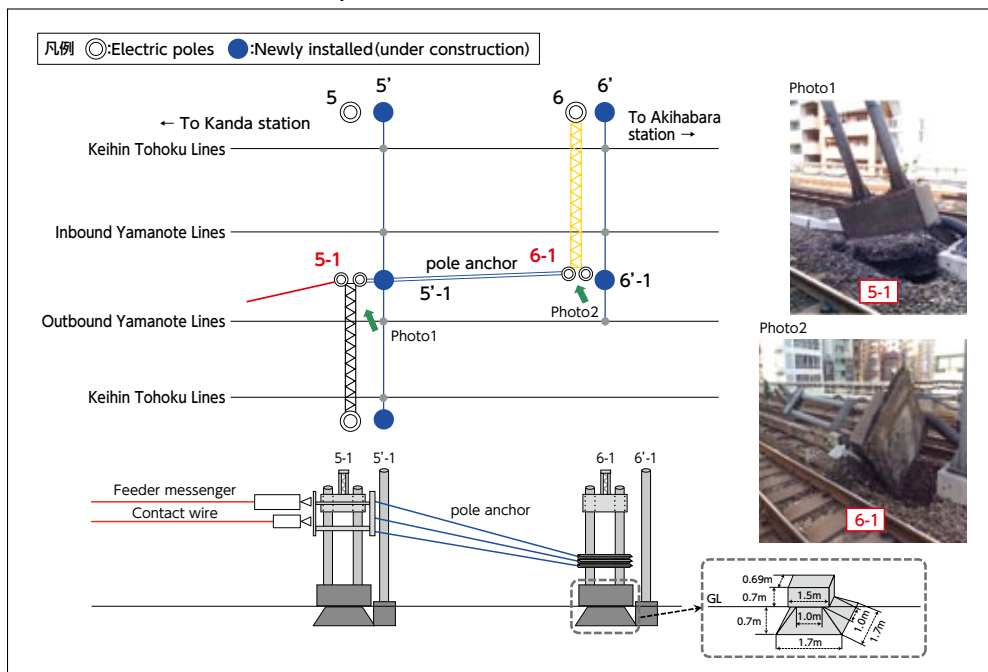 凡例 ◎:Electric poles ●:Newly installed(under construction)
5 5' 6 6'
← To Kanda station
To Akihabara
station →
Keihin Tohoku Lines
Inbound Yamanote Lines
5-1 pole anchor 6-1
5'-1 6'-1
Photo2
Outbound Yamanote Lines
Photo1
Keihin Tohoku Lines
5-1 5'-1 6-1 6'-1
Feeder messenger
Contact wire
pole anchor
GL
0.69m
0.7m
1.5m
0.7m
1.0m
1.0m
1.7m
1.7m
Photo1
5-1
Photo2
6-1